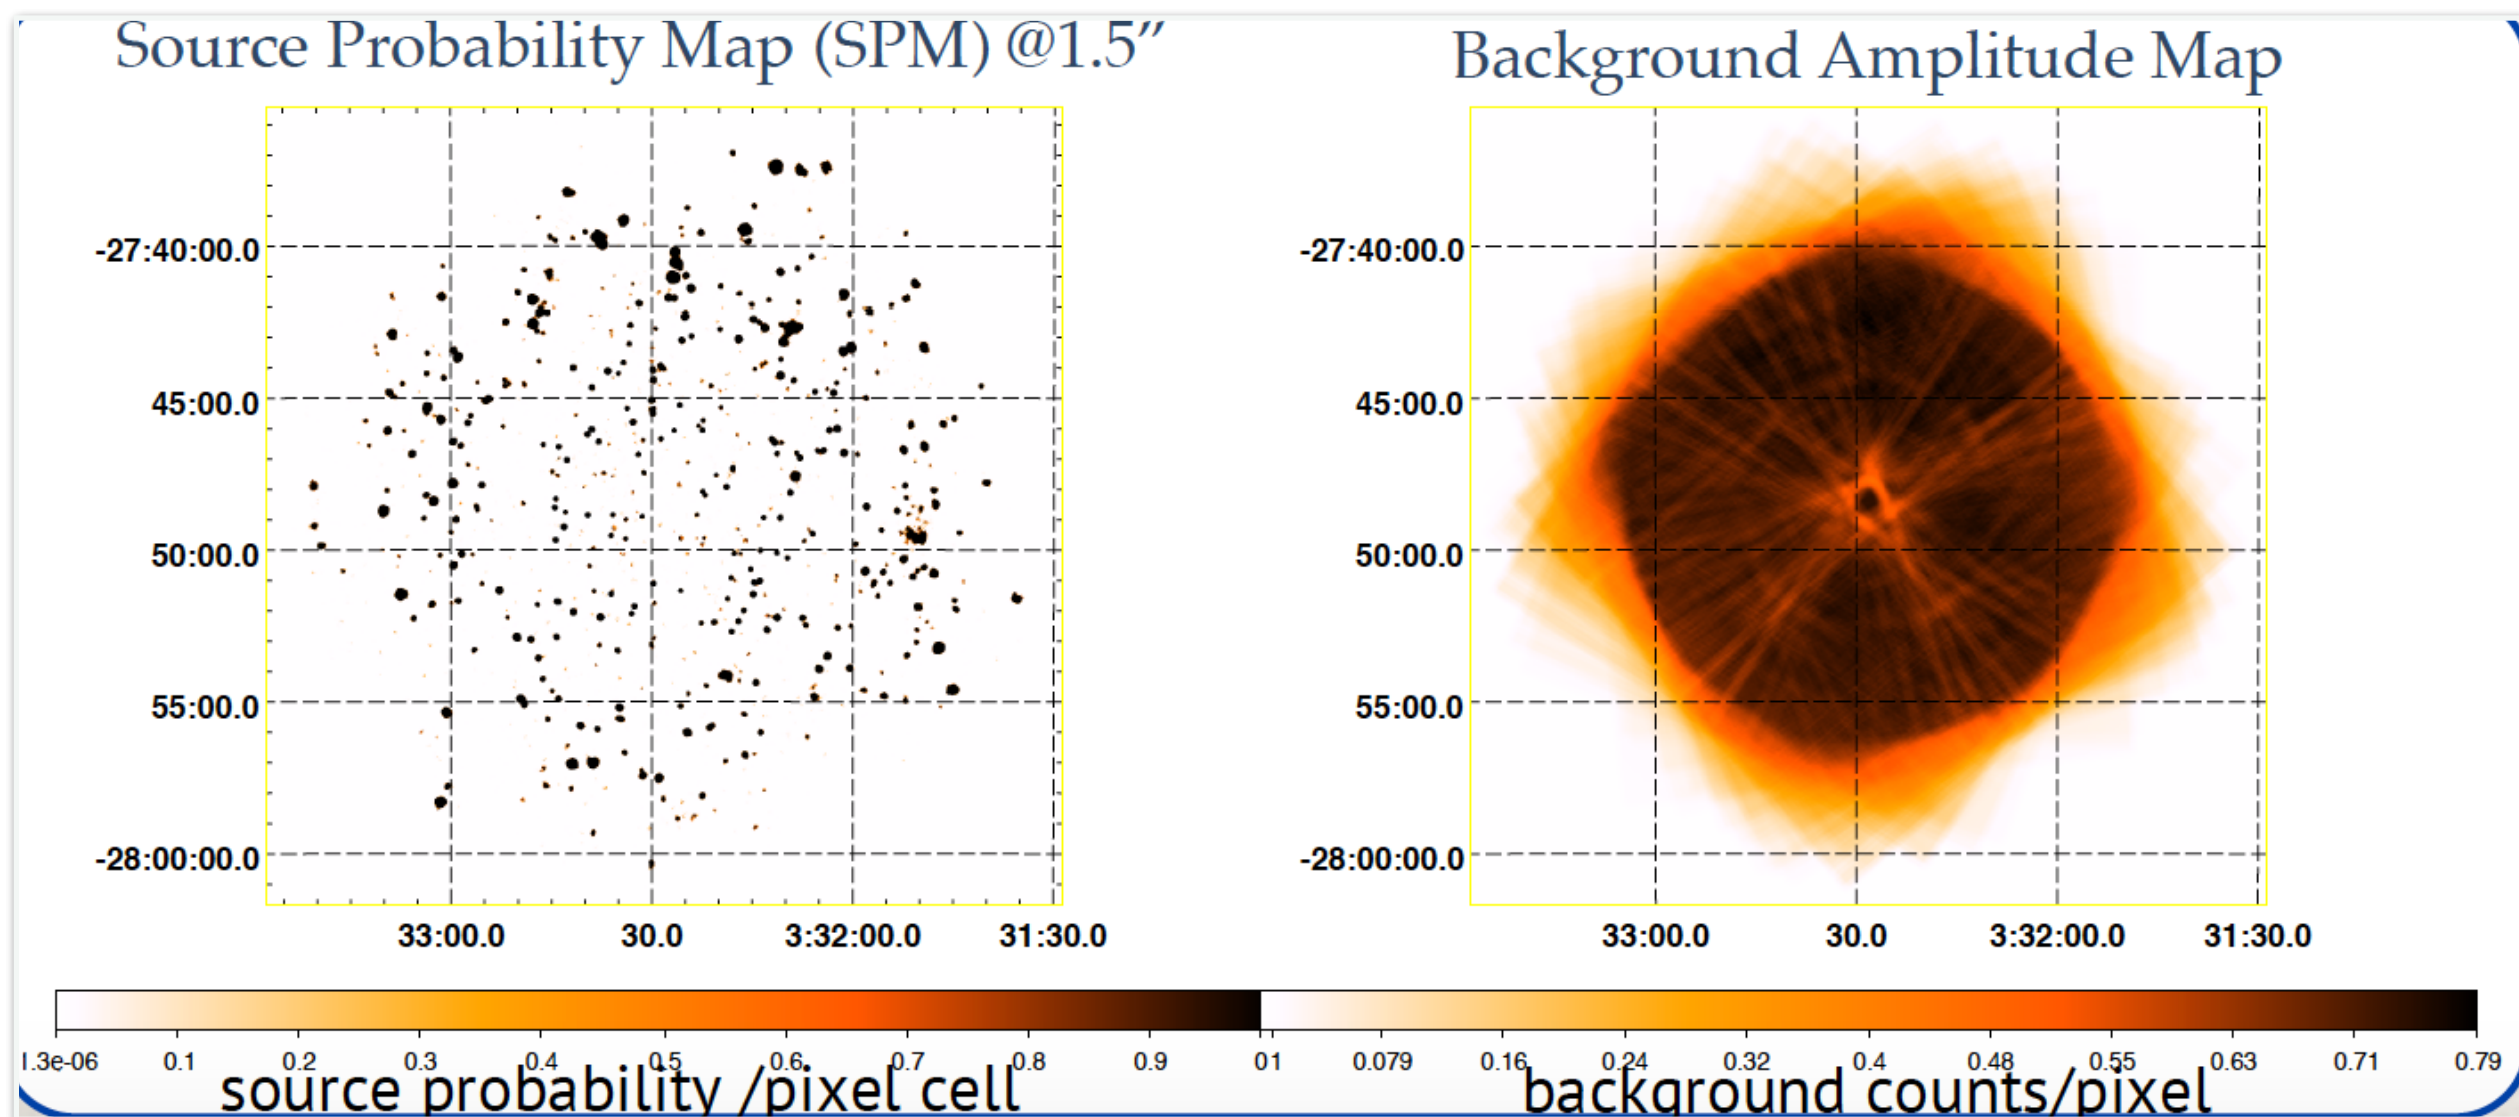 Source Probability Map (SPM) @1.5”
Background Amplitude Map
-27:40:00.0
45:00.0
50:00.0
55:00.0
-28:00:00.0
33:00.0 30.0 3:32:00.0 31:30.0
-27:40:00.0
45:00.0
50:00.0
55:00.0
-28:00:00.0
33:00.0 30.0 3:32:00.0 31:30.0
1.3e-06 0.1 0.2 0.3 0.4 0.5 0.6 0.7 0.8 0.9 1
0 0.079 0.16 0.24 0.32 0.4 0.48 0.55 0.63 0.71 0.79
source probability /pixel cell
background counts/pixel